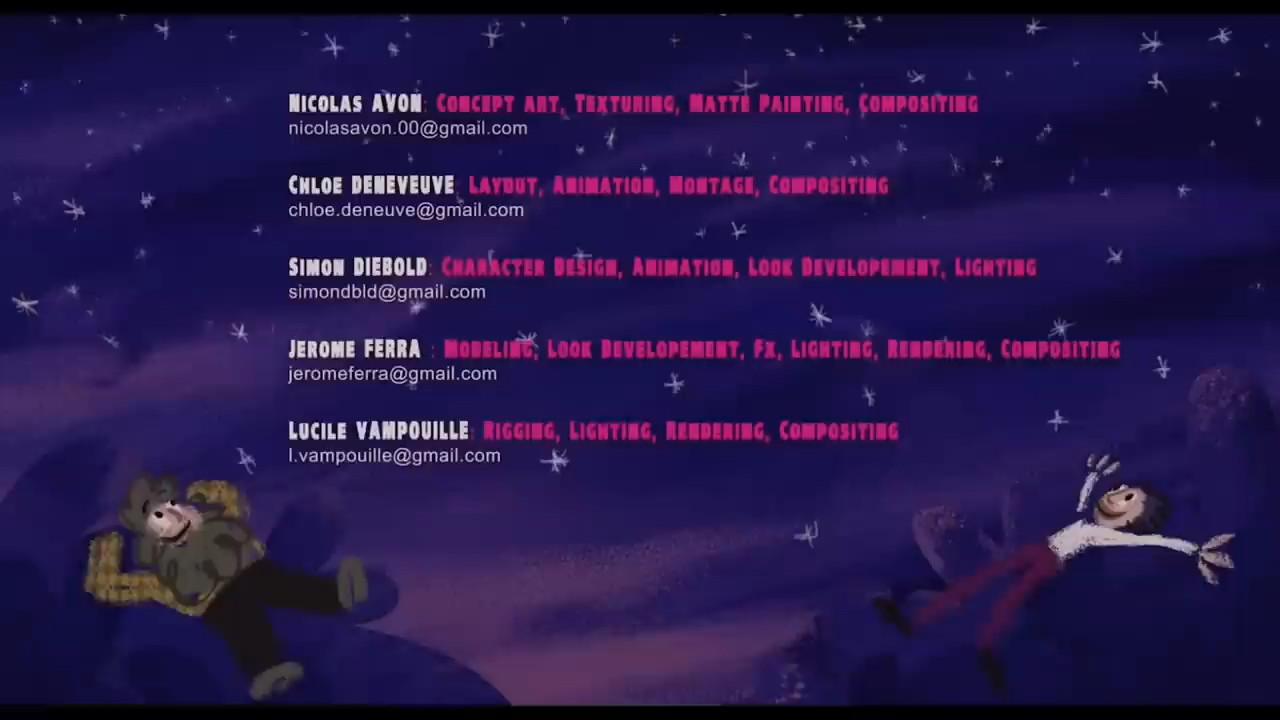 Nicolas AVON: Concept art, Texturing, Matte Painting, Compositing
nicolasavon.00@gmail.com
Chloe DENEVEUVE: Layout, Animation, Montage, Compositing
chloe.deneuve@gmail.com
Simon DIEBOLD: Character Design, Animation, Look Developement, Lighting
simondbld@gmail.com
Jerome FERRA : Modeling, Look Developement, Fx, Lighting, Rendering, Compositing
jeromeferra@gmail.com
Lucile VAMPOUILLE: Rigging, Lighting, Rendering, Compositing
l.vampouille@gmail.com